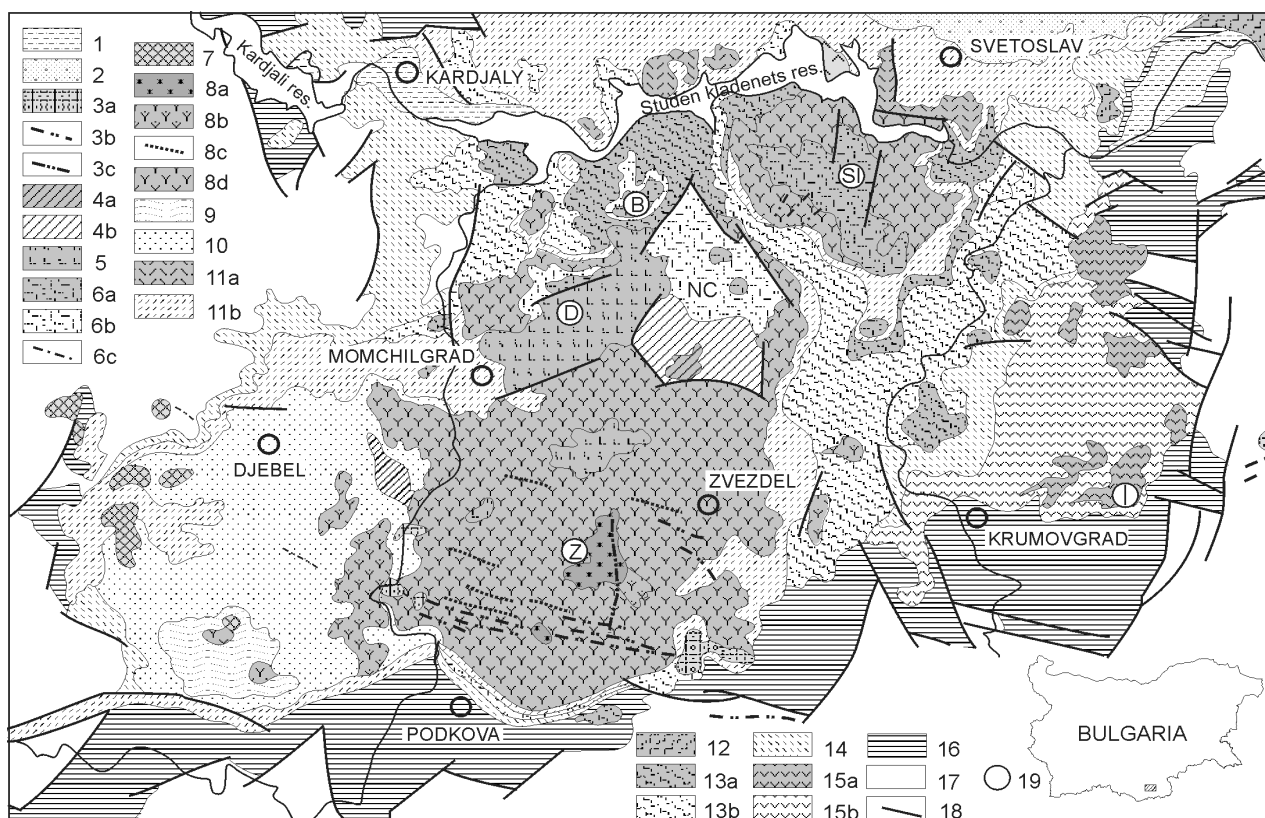 1
2
3a
3b
3c
4a
4b
5
6a
6b
6c
7
8a
8b
8c
8d
9
10
11a
11b
Kardjali res.
KARDJALY
Studen kladenets res.
SVETOSLAV
SI
B
NC
D
MOMCHILGRAD
DJEBEL
ZVEZDEL
Z
I
KRUMOVGRAD
PODKOVA
12
13a
13b
14
15a
15b
16
17
18
19
BULGARIA